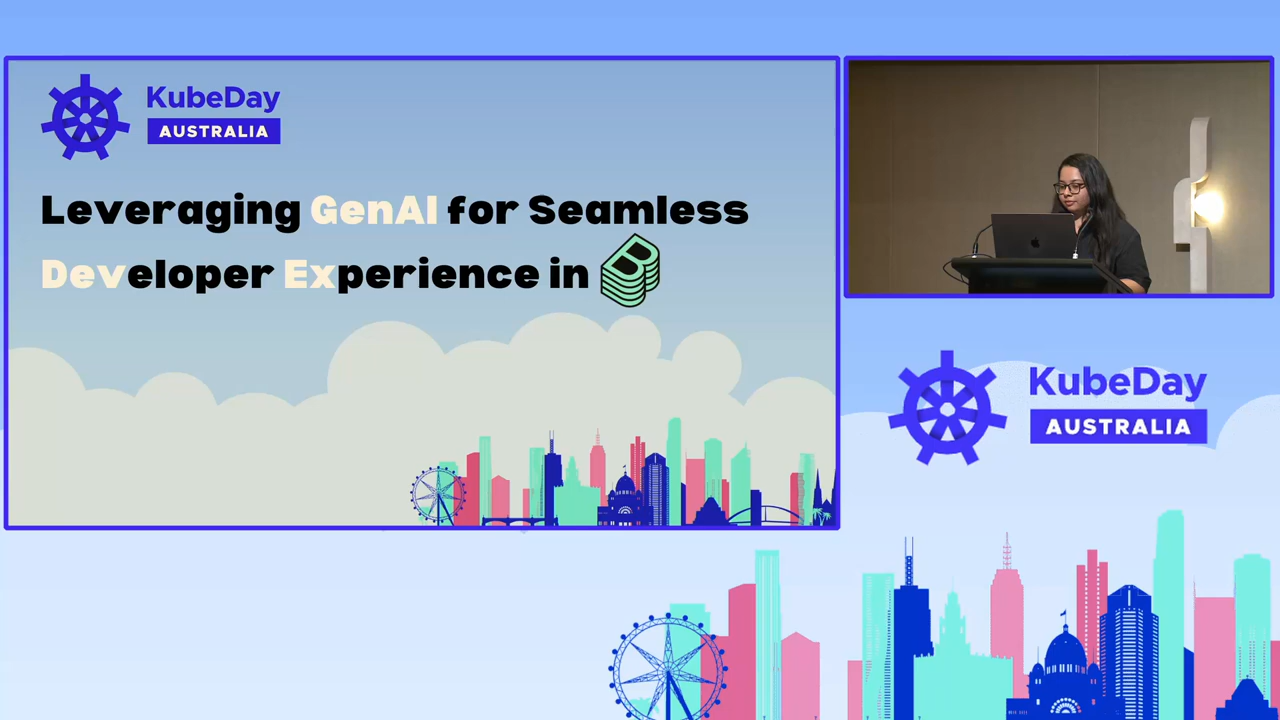 KubeDay
AUSTRALIA
Leveraging GenAI for Seamless
Developer Experience in
KubeDay
AUSTRALIA